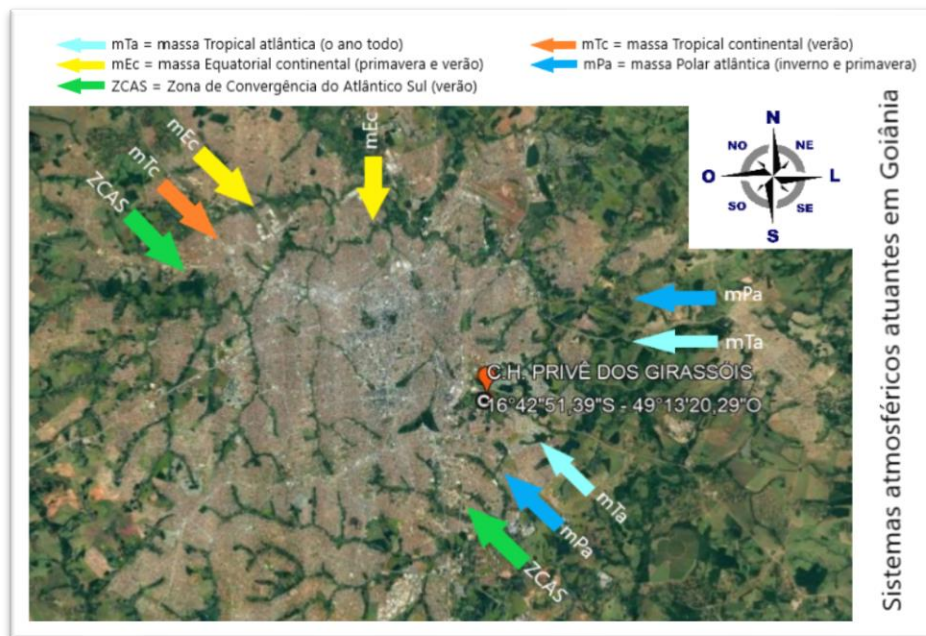 mTa = massa Tropical atlântica (o ano todo)
mTc = massa Tropical continental (verão)
mEc = massa Equatorial continental (primavera e verão)
mPa = massa Polar atlântica (inverno e primavera)
ZCAS = Zona de Convergência do Atlântico Sul (verão)
Sistemas atmosféricos atuantes em Goiânia
N
NO
NE
O
L
SO
SE
S
mEc
mEc
mTc
ZCAS
mPa
mTa
C.H. PRIVÊ DOS GIRASSÓIS
16°42"51,39"S - 49°13'20,29"O
mTa
mPa
ZCAS